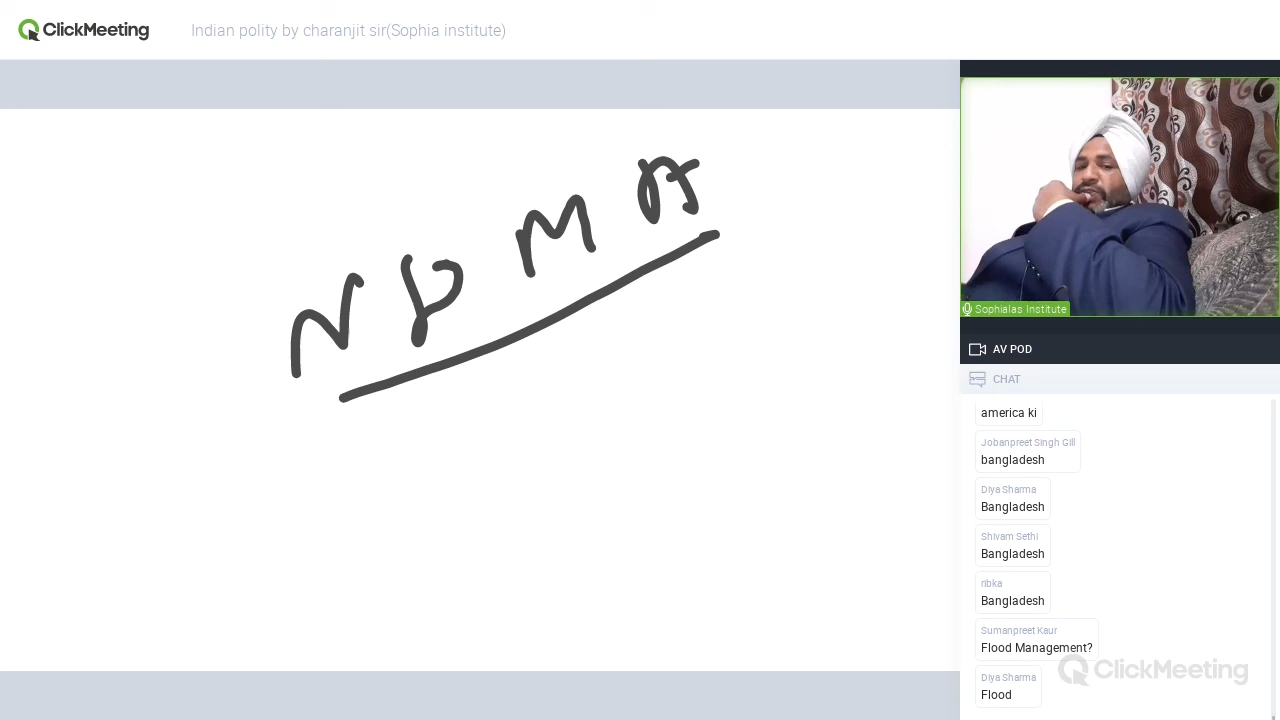 ClickMeeting
Indian polity by charanjit sir(Sophia institute)
NDMA
Sophialas Institute
AV POD
CHAT
america ki
Jobanpreet Singh Gill
bangladesh
Diya Sharma
Bangladesh
Shivam Sethi
Bangladesh
ribka
Bangladesh
Sumanpreet Kaur
Flood Management?
Diya Sharma
Flood
ClickMeeting